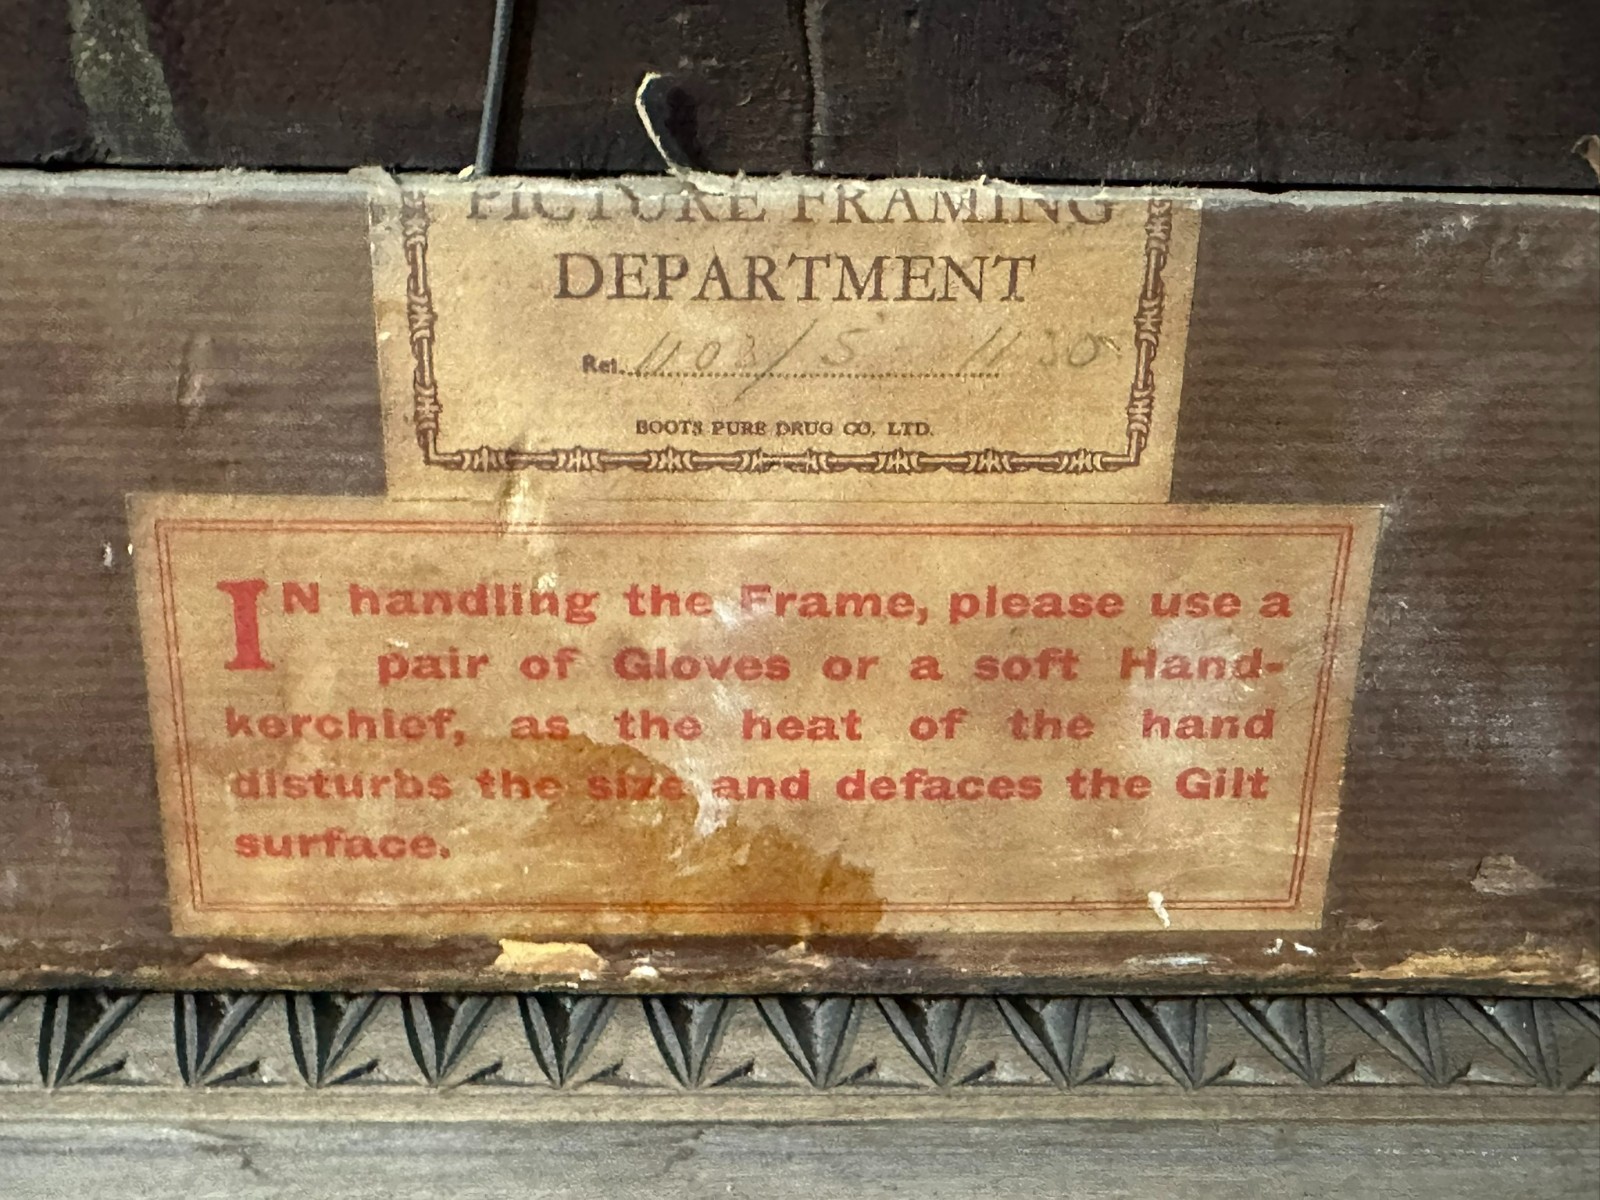 PICTURE FRAMING
DEPARTMENT
Ref. 1103/S 1130
BOOTS PURE DRUG CO. LTD.
IN handling the Frame, please use a
pair of Gloves or a soft Hand-
kerchief, as the heat of the hand
disturbs the size and defaces the Gilt
surface.